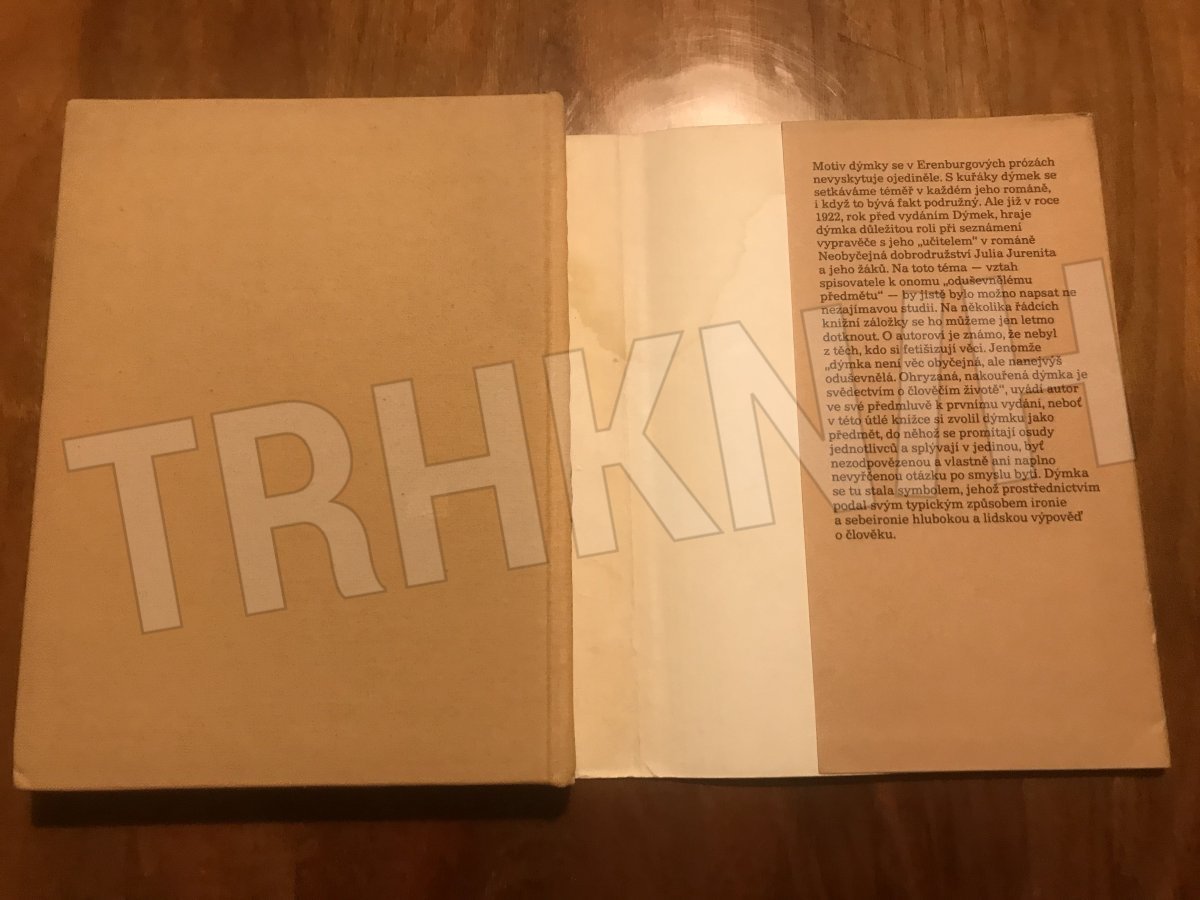 Motiv dýmky se v Erenburgových prózách
nevyskytuje ojediněle. S kuřáky dýmek se
setkáváme téměř v každém jeho románě,
i když to bývá fakt podružný. Ale již v roce
1922, rok před vydáním Dýmek, hraje
dýmka důležitou roli při seznámení
vypravěče s jeho „učitelem“ v románě
Neobyčejná dobrodružství Julia Jurenita
a jeho žáků. Na toto téma — vztah
spisovatele k onomu „oduševnělému
předmětu“ — by jistě bylo možno napsat ne
nezajímavou studii. Na několika řádcích
knižní záložky se ho můžeme jen letmo
dotknout. O autorovi je známo, že nebyl
z těch, kdo si fetišizují věci. Jenomže
„dýmka není věc obyčejná, ale nanejvýš
oduševnělá. Ohryzaná, nakouřená dýmka je
svědectvím o člověčím životě“, uvádí autor
ve své předmluvě k prvnímu vydání, neboť
v této útlé knížce si zvolil dýmku jako
předmět, do něhož se promítají osudy
jednotlivců a splývají v jedinou, byť
nezodpovězenou a vlastně ani naplno
nevyřčenou otázku po smyslu bytí. Dýmka
se tu stala symbolem, jehož prostřednictvím
podal svým typickým způsobem ironie
a sebeironie hlubokou a lidskou výpověď
o člověku.
TRHKNIH